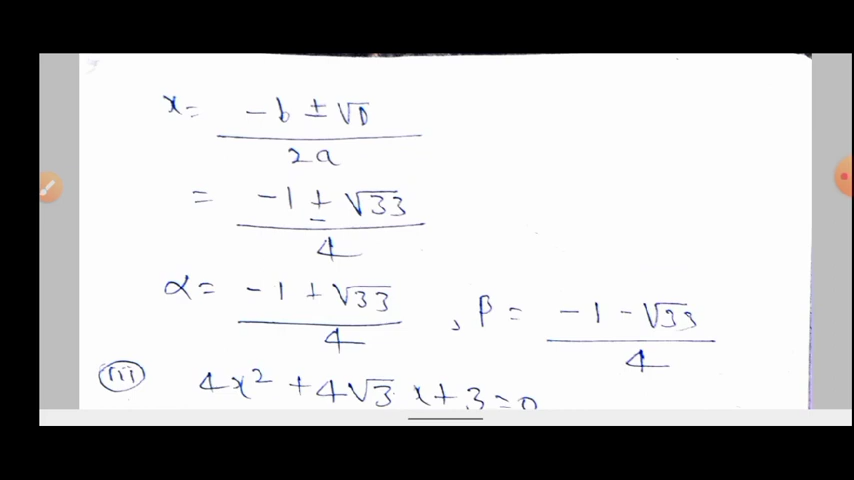 x = -b ± √D / 2a
= -1 ± √33 / 4
α = -1 + √33 / 4 , β = -1 - √33 / 4
(iii) 4x² + 4√3 x + 3 = 0